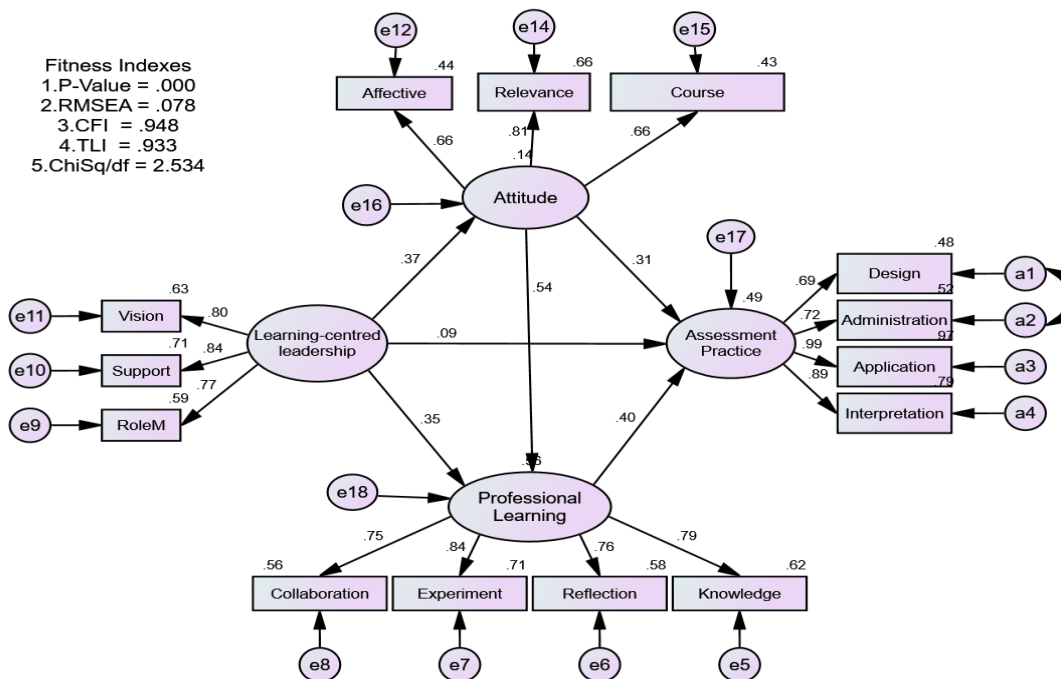 Fitness Indexes
1.P-Value = .000
2.RMSEA = .078
3.CFI = .948
4.TLI = .933
5.ChiSq/df = 2.534
e12
e14
e15
.44
Affective
.66
Relevance
.43
Course
.66
.81
.66
.14
Attitude
e16
e17
.37
.31
.54
.49
Assessment
Practice
.09
Learning-centred
leadership
e11
.63
Vision
.80
e10
.71
Support
.84
e9
.59
RoleM
.77
.69
.48
Design
a1
.72
.52
Administration
a2
.99
.97
Application
a3
.89
.79
Interpretation
a4
.35
.40
e18
Professional
Learning
.75
.84
.76
.79
.56
Collaboration
.71
Experiment
.58
Reflection
.62
Knowledge
e8
e7
e6
e5